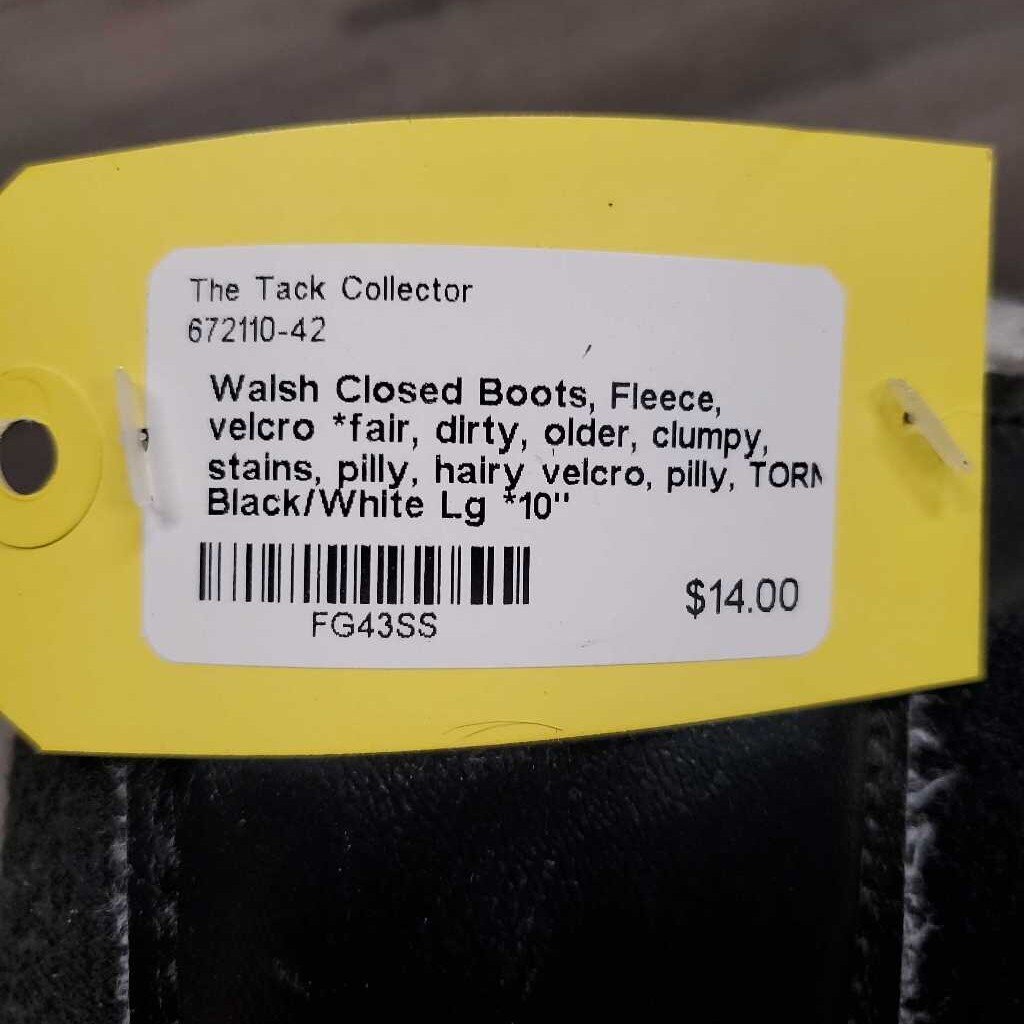 The Tack Collector
672110-42
Walsh Closed Boots, Fleece,
velcro *fair, dirty, older, clumpy,
stains, pilly, hairy velcro, pilly, TORN
Black/White Lg *10"
FG43SS
$14.00